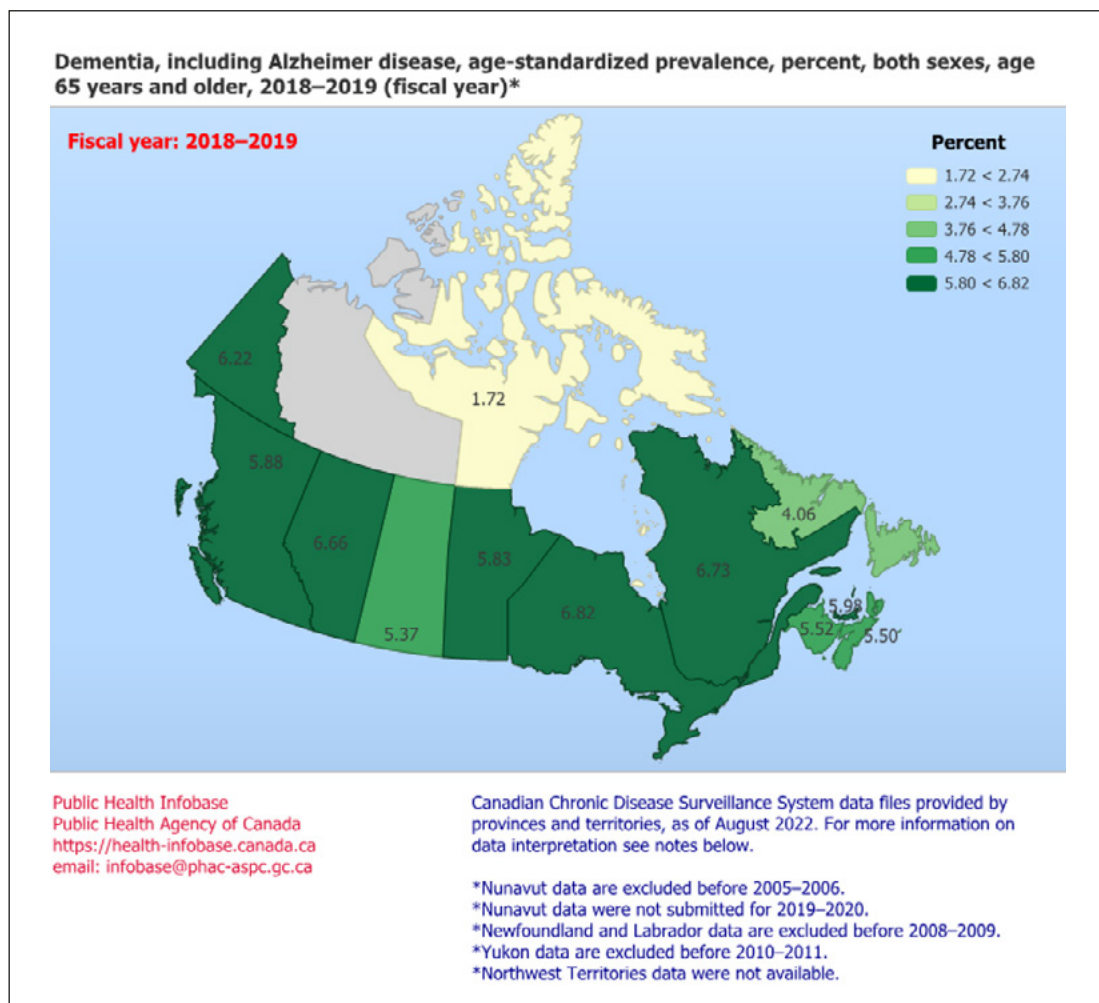 Dementia, including Alzheimer disease, age-standardized prevalence, percent, both sexes, age
65 years and older, 2018–2019 (fiscal year)*
Fiscal year: 2018–2019
Percent
1.72 < 2.74
2.74 < 3.76
3.76 < 4.78
4.78 < 5.80
5.80 < 6.82
6.22
1.72
5.88
4.06
6.66
5.83
6.73
6.82
5.98
5.37
5.52
5.50
Public Health Infobase
Public Health Agency of Canada
https://health-infobase.canada.ca
email: infobase@phac-aspc.gc.ca
Canadian Chronic Disease Surveillance System data files provided by
provinces and territories, as of August 2022. For more information on
data interpretation see notes below.
*Nunavut data are excluded before 2005–2006.
*Nunavut data were not submitted for 2019–2020.
*Newfoundland and Labrador data are excluded before 2008–2009.
*Yukon data are excluded before 2010–2011.
*Northwest Territories data were not available.